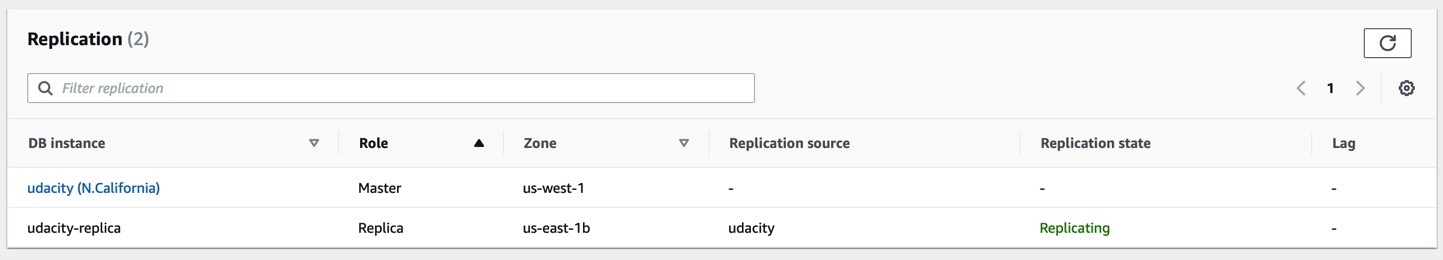 Replication (2)
Filter replication
1
DB instance Role Zone Replication source Replication state Lag
udacity (N.California) Master us-west-1 - - -
udacity-replica Replica us-east-1b udacity Replicating -